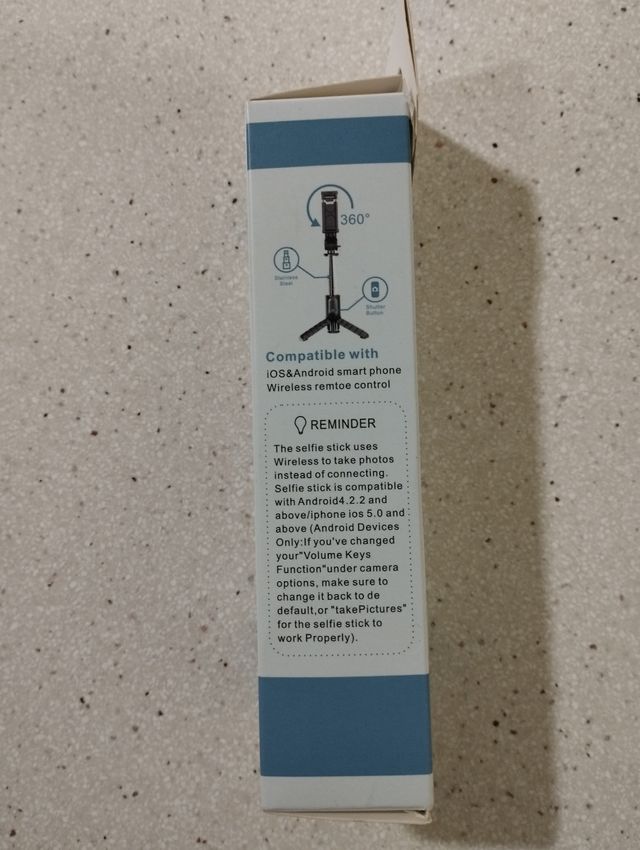 360°
Stainless
Steel
Shutter
Button
Compatible with
iOS&Android smart phone
Wireless remtoe control
REMINDER
The selfie stick uses
Wireless to take photos
instead of connecting.
Selfie stick is compatible
with Android4.2.2 and
above/iphone ios 5.0 and
above (Android Devices
Only:If you've changed
your"Volume Keys
Function"under camera
options, make sure to
change it back to de
default,or "takePictures"
for the selfie stick to
work Properly).